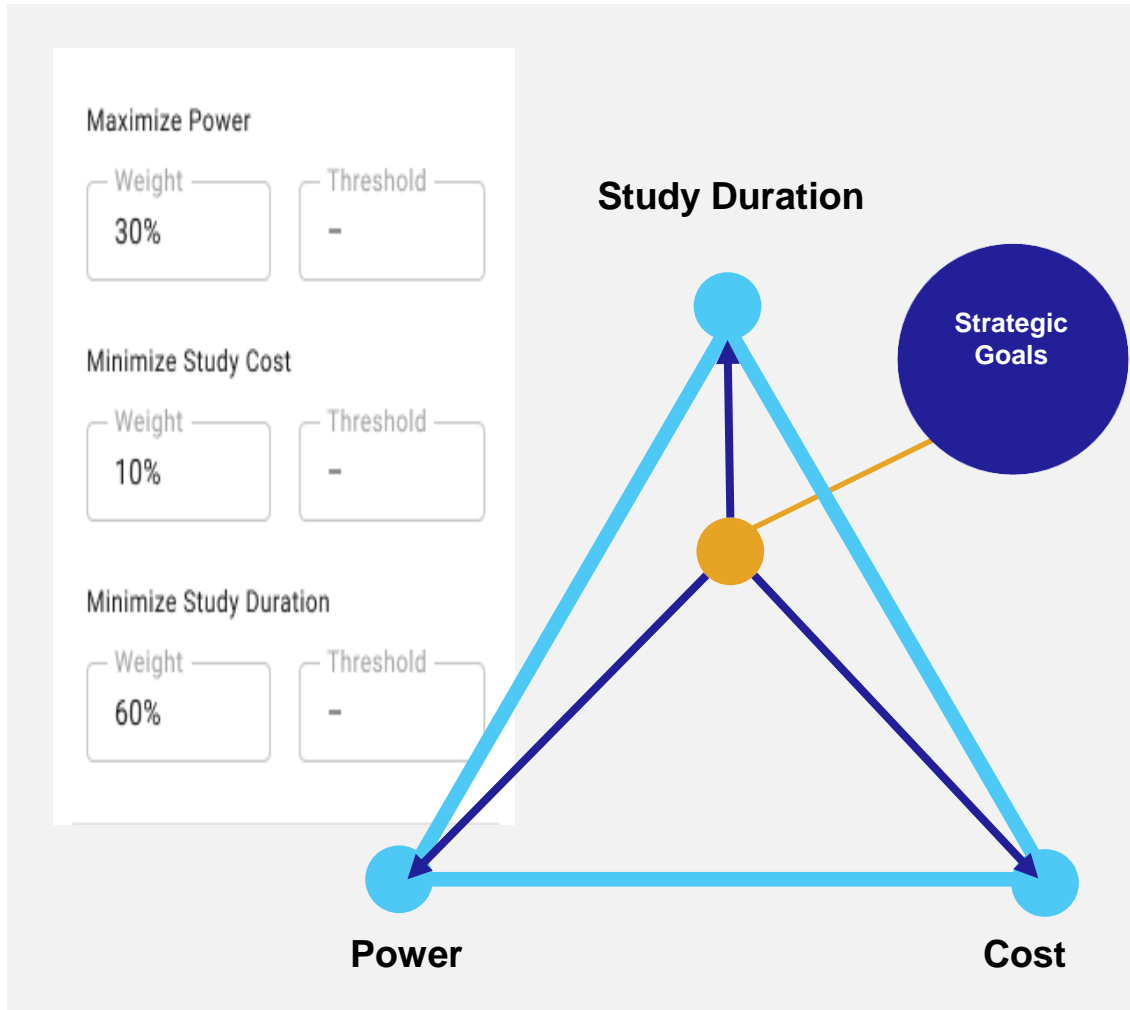 Maximize Power
Weight
Threshold
30%
–
Minimize Study Cost
Weight
Threshold
10%
–
Minimize Study Duration
Weight
Threshold
60%
–
Study Duration
Strategic
Goals
Power
Cost